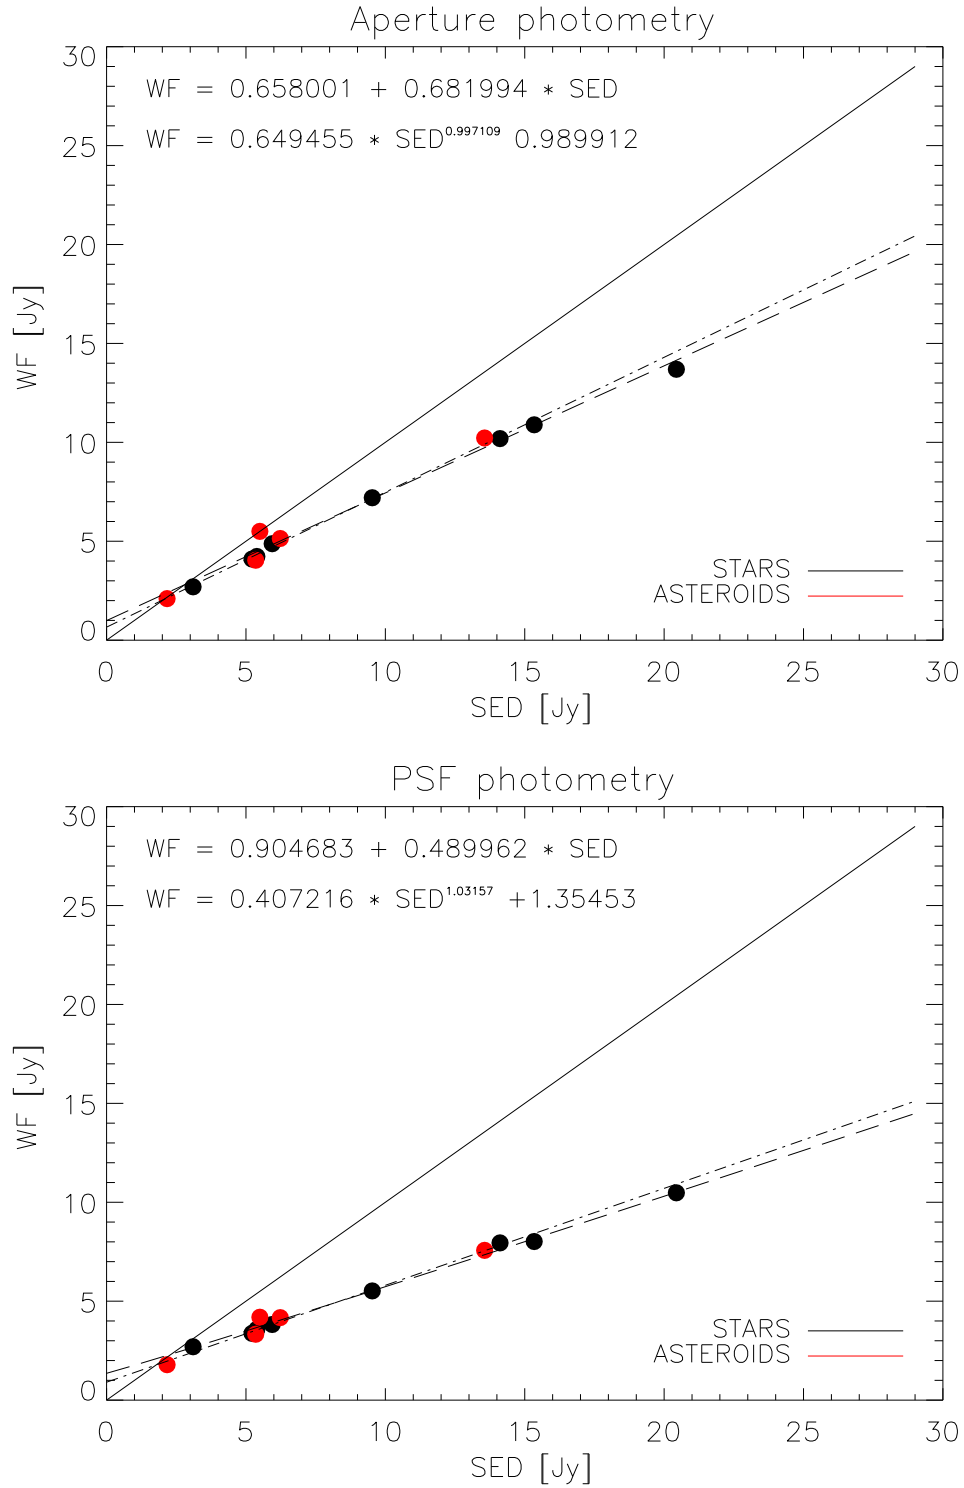 Aperture photometry
WF = 0.658001 + 0.681994 * SED
WF = 0.649455 * SED^0.997109 0.989912
30
25
20
15
10
5
0
WF [Jy]
STARS
ASTEROIDS
0 5 10 15 20 25 30
SED [Jy]
PSF photometry
WF = 0.904683 + 0.489962 * SED
WF = 0.407216 * SED^1.03157 +1.35453
30
25
20
15
10
5
0
WF [Jy]
STARS
ASTEROIDS
0 5 10 15 20 25 30
SED [Jy]